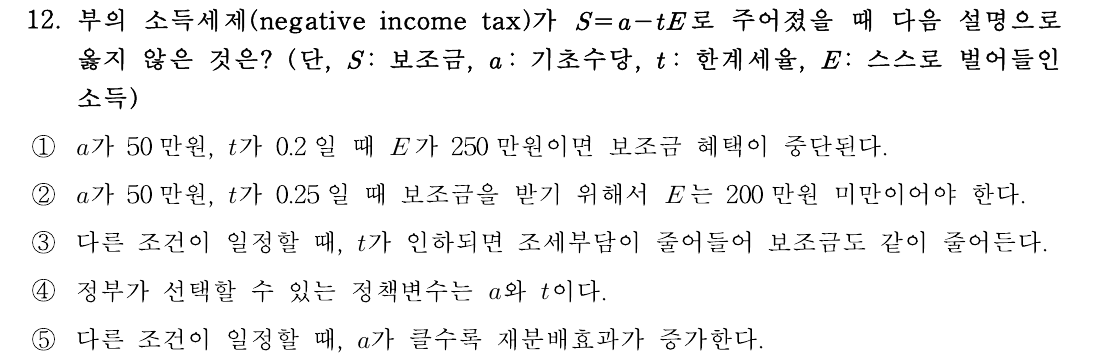 12. 부의 소득세제(negative income tax)가 S=a-tE로 주어졌을 때 다음 설명으로
옳지 않은 것은? (단, S: 보조금, a: 기초수당, t: 한계세율, E: 스스로 벌어들인
소득)
① a가 50만원, t가 0.2일 때 E가 250만원이면 보조금 혜택이 중단된다.
② a가 50만원, t가 0.25일 때 보조금을 받기 위해서 E는 200만원 미만이어야 한다.
③ 다른 조건이 일정할 때, t가 인하되면 조세부담이 줄어들어 보조금도 같이 줄어든다.
④ 정부가 선택할 수 있는 정책변수는 a와 t이다.
⑤ 다른 조건이 일정할 때, a가 클수록 재분배효과가 증가한다.